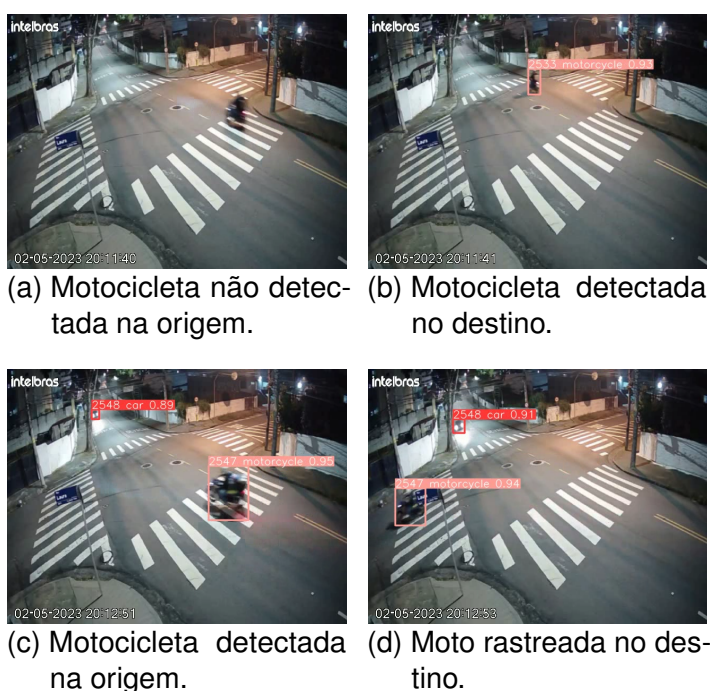 intelbras
02-05-2023 20:11:40
(a) Motocicleta não detec-
tada na origem.
intelbras
2533 motorcycle 0.93
02-05-2023 20:11:41
(b) Motocicleta detectada
no destino.
intelbras
2548 car 0.89
2547 motorcycle 0.95
02-05-2023 20:12:51
(c) Motocicleta detectada
na origem.
intelbras
2548 car 0.91
2547 motorcycle 0.94
02-05-2023 20:12:53
(d) Moto rastreada no des-
tino.